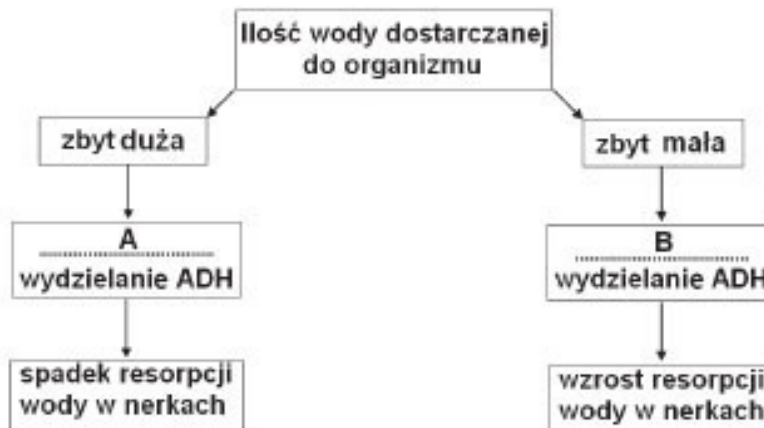 Ilość wody dostarczanej
do organizmu
zbyt duża
zbyt mała
A
wydzielanie ADH
B
wydzielanie ADH
spadek resorpcji
wody w nerkach
wzrost resorpcji
wody w nerkach